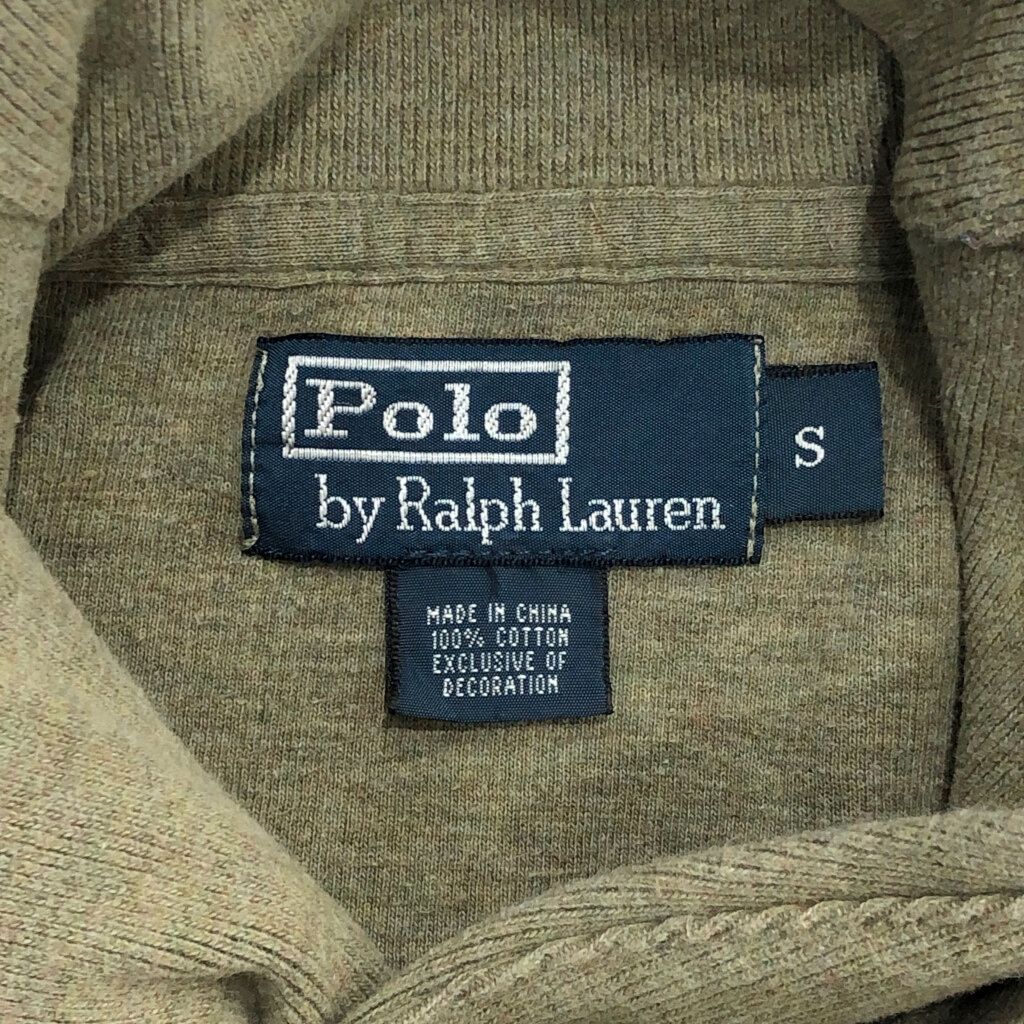 Polo
by Ralph Lauren
S
MADE IN CHINA
100% COTTON
EXCLUSIVE OF
DECORATION